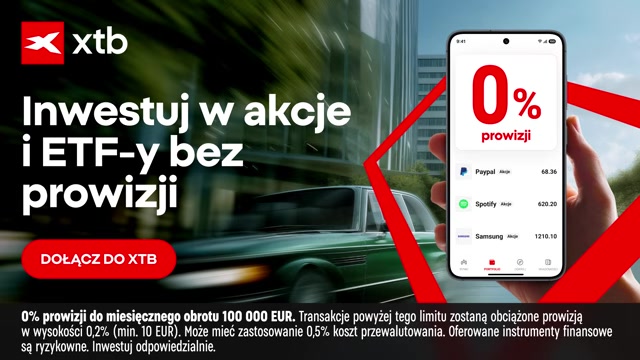 xtb
Inwestuj w akcje
i ETF-y bez
prowizji
DOŁĄCZ DO XTB
9:41
0%
prowizji
Paypal Akcje 68.36
Spotify Akcje 620.20
Samsung Akcje 1210.10
PORTFOLIO
0% prowizji do miesięcznego obrotu 100 000 EUR. Transakcje powyżej tego limitu zostaną obciążone prowizją
w wysokości 0,2% (min. 10 EUR). Może mieć zastosowanie 0,5% koszt przewalutowania. Oferowane instrumenty finansowe
są ryzykowne. Inwestuj odpowiedzialnie.